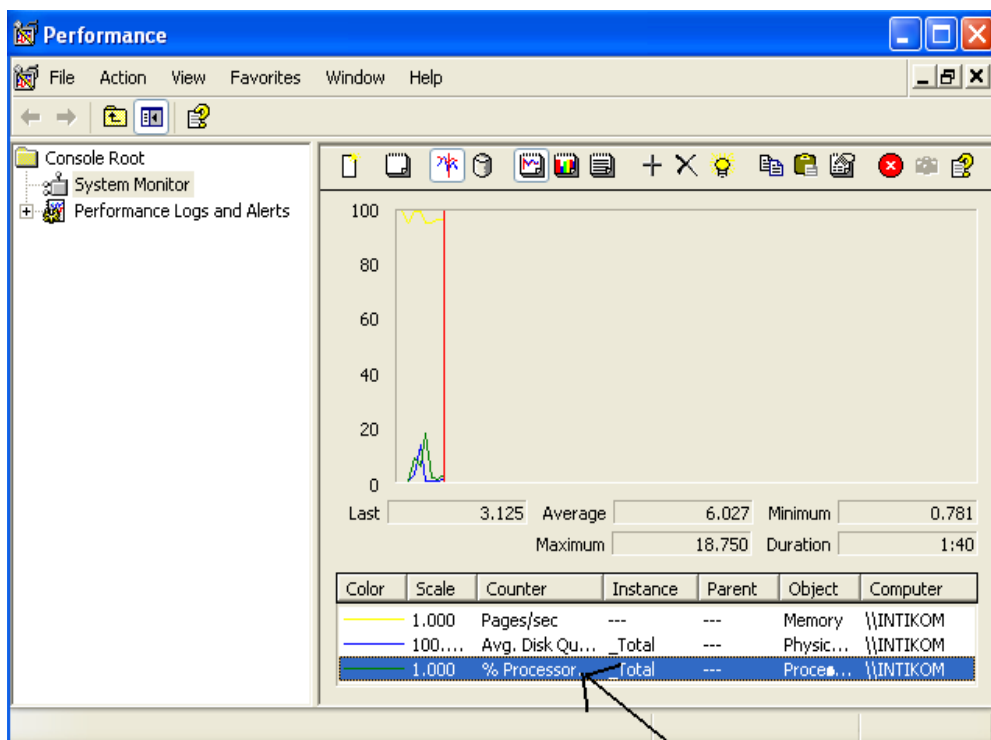 Performance
File Action View Favorites Window Help
Console Root
System Monitor
Performance Logs and Alerts
100
80
60
40
20
0
Last 3.125 Average 6.027 Minimum 0.781
Maximum 18.750 Duration 1:40
Color Scale Counter Instance Parent Object Computer
1.000 Pages/sec --- --- Memory \\INTIKOM
100.... Avg. Disk Qu... _Total --- Physic... \\INTIKOM
1.000 % Processor... _Total --- Proces... \\INTIKOM